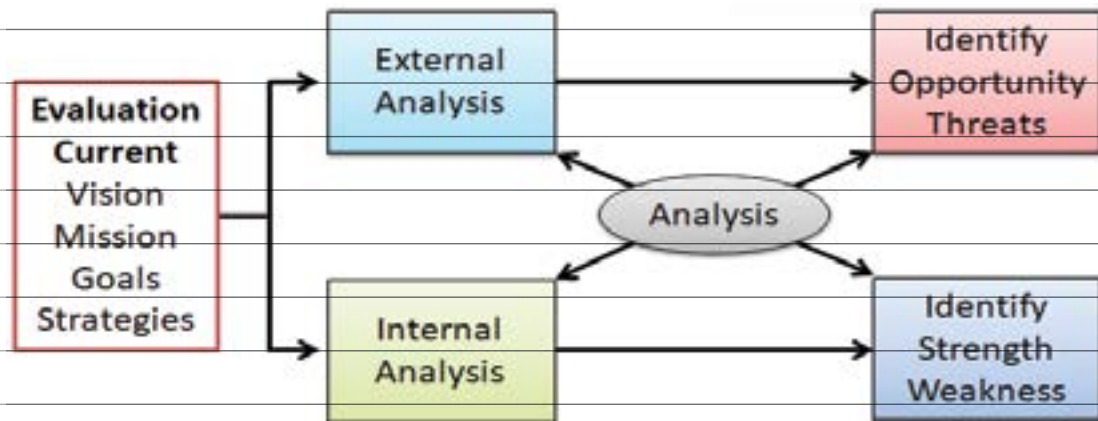 Evaluation
Current
Vision
Mission
Goals
Strategies
External
Analysis
Identify
Opportunity
Threats
Analysis
Internal
Analysis
Identify
Strength
Weakness